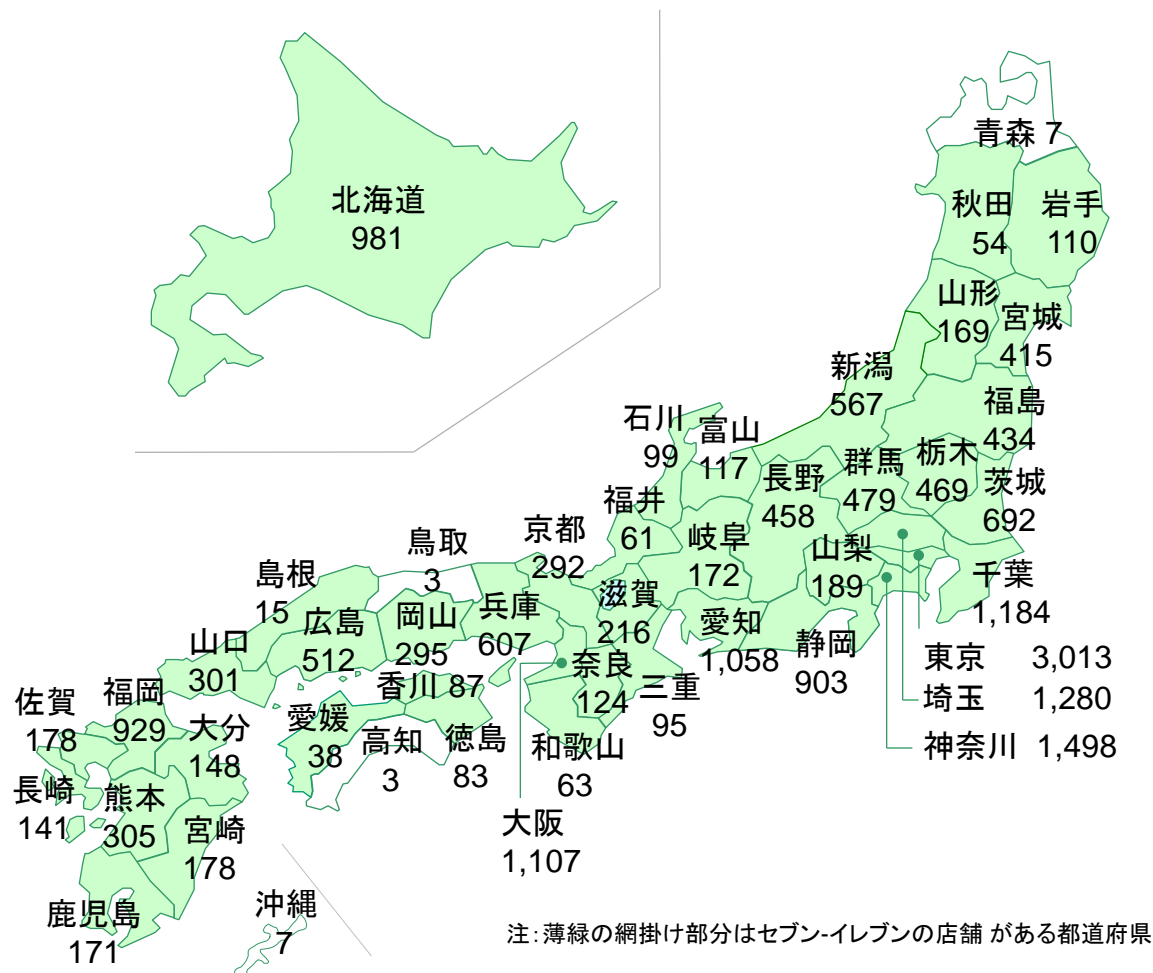 北海道
981
青森 7
秋田
54
岩手
110
山形
169
宮城
415
新潟
567
福島
434
石川
99
富山
117
長野
458
群馬
479
栃木
469
茨城
692
福井
61
岐阜
172
山梨
189
千葉
1,184
東京 3,013
埼玉 1,280
神奈川 1,498
愛知
1,058
静岡
903
京都
292
滋賀
216
三重
95
奈良
124
和歌山
63
大阪
1,107
兵庫
607
鳥取
3
島根
15
岡山
295
広島
512
山口
301
香川 87
徳島
83
愛媛
38
高知
3
福岡
929
佐賀
178
大分
148
長崎
141
熊本
305
宮崎
178
鹿児島
171
沖縄
7
注：薄緑の網掛け部分はセブン-イレブンの店舗 がある都道府県